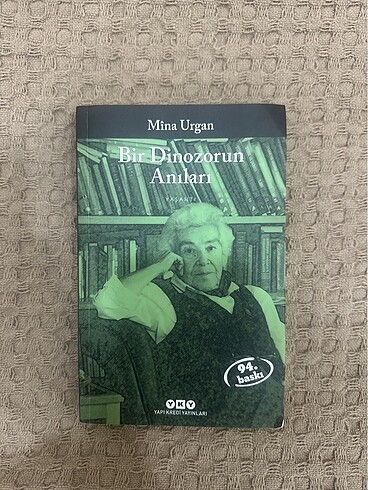 Mîna Urgan
Bir Dinozorun
Anıları
YAŞANTI
94.
baskı
YKY
YAPI KREDİ YAYINLARI